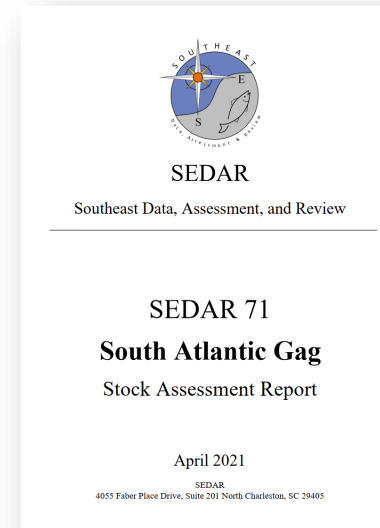 SOUTHEAST
E
S
Data, Assessment & Review
SEDAR
Southeast Data, Assessment, and Review
SEDAR 71
South Atlantic Gag
Stock Assessment Report
April 2021
SEDAR
4055 Faber Place Drive, Suite 201 North Charleston, SC 29405